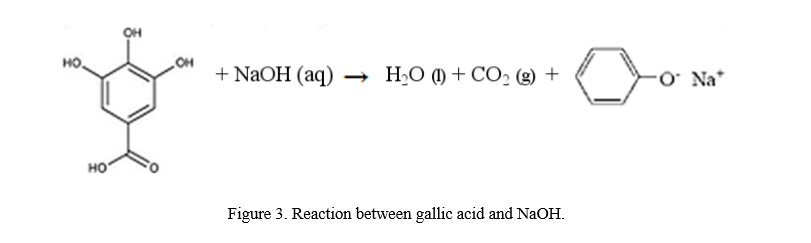 OH
HO OH
+ NaOH (aq) → H₂O (l) + CO₂ (g) + O⁻ Na⁺
HO O
Figure 3. Reaction between gallic acid and NaOH.